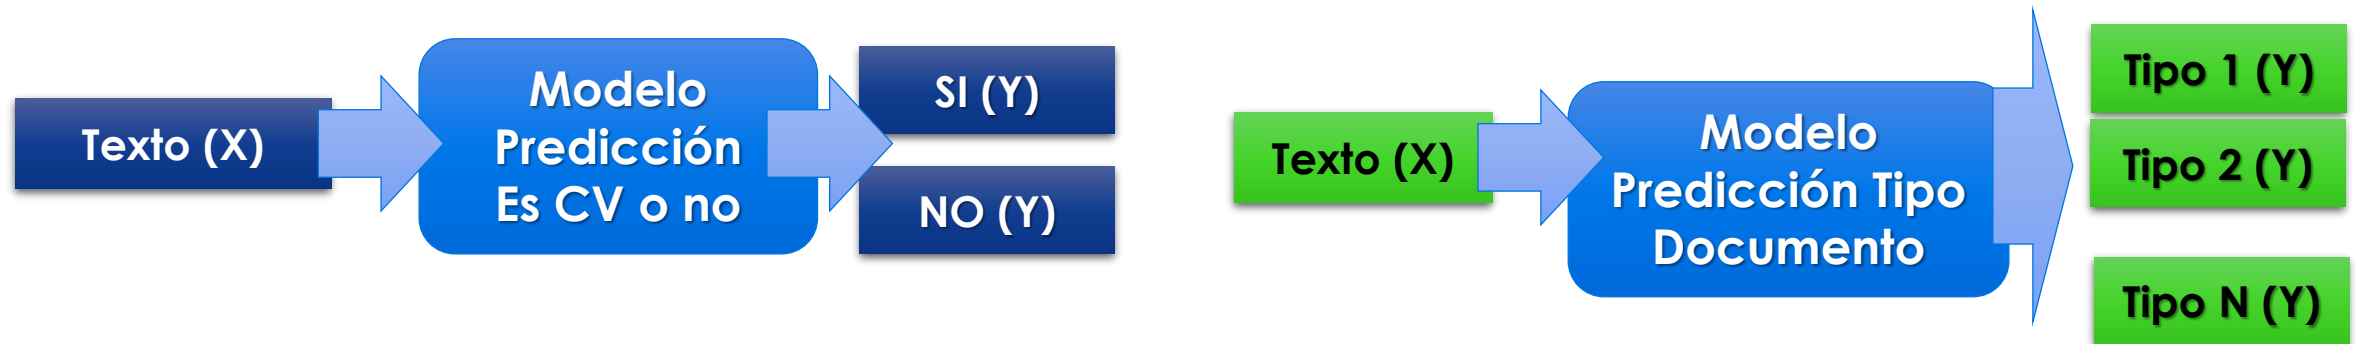 Texto (X)
Modelo
Predicción
Es CV o no
SI (Y)
NO (Y)
Texto (X)
Modelo
Predicción Tipo
Documento
Tipo 1 (Y)
Tipo 2 (Y)
Tipo N (Y)